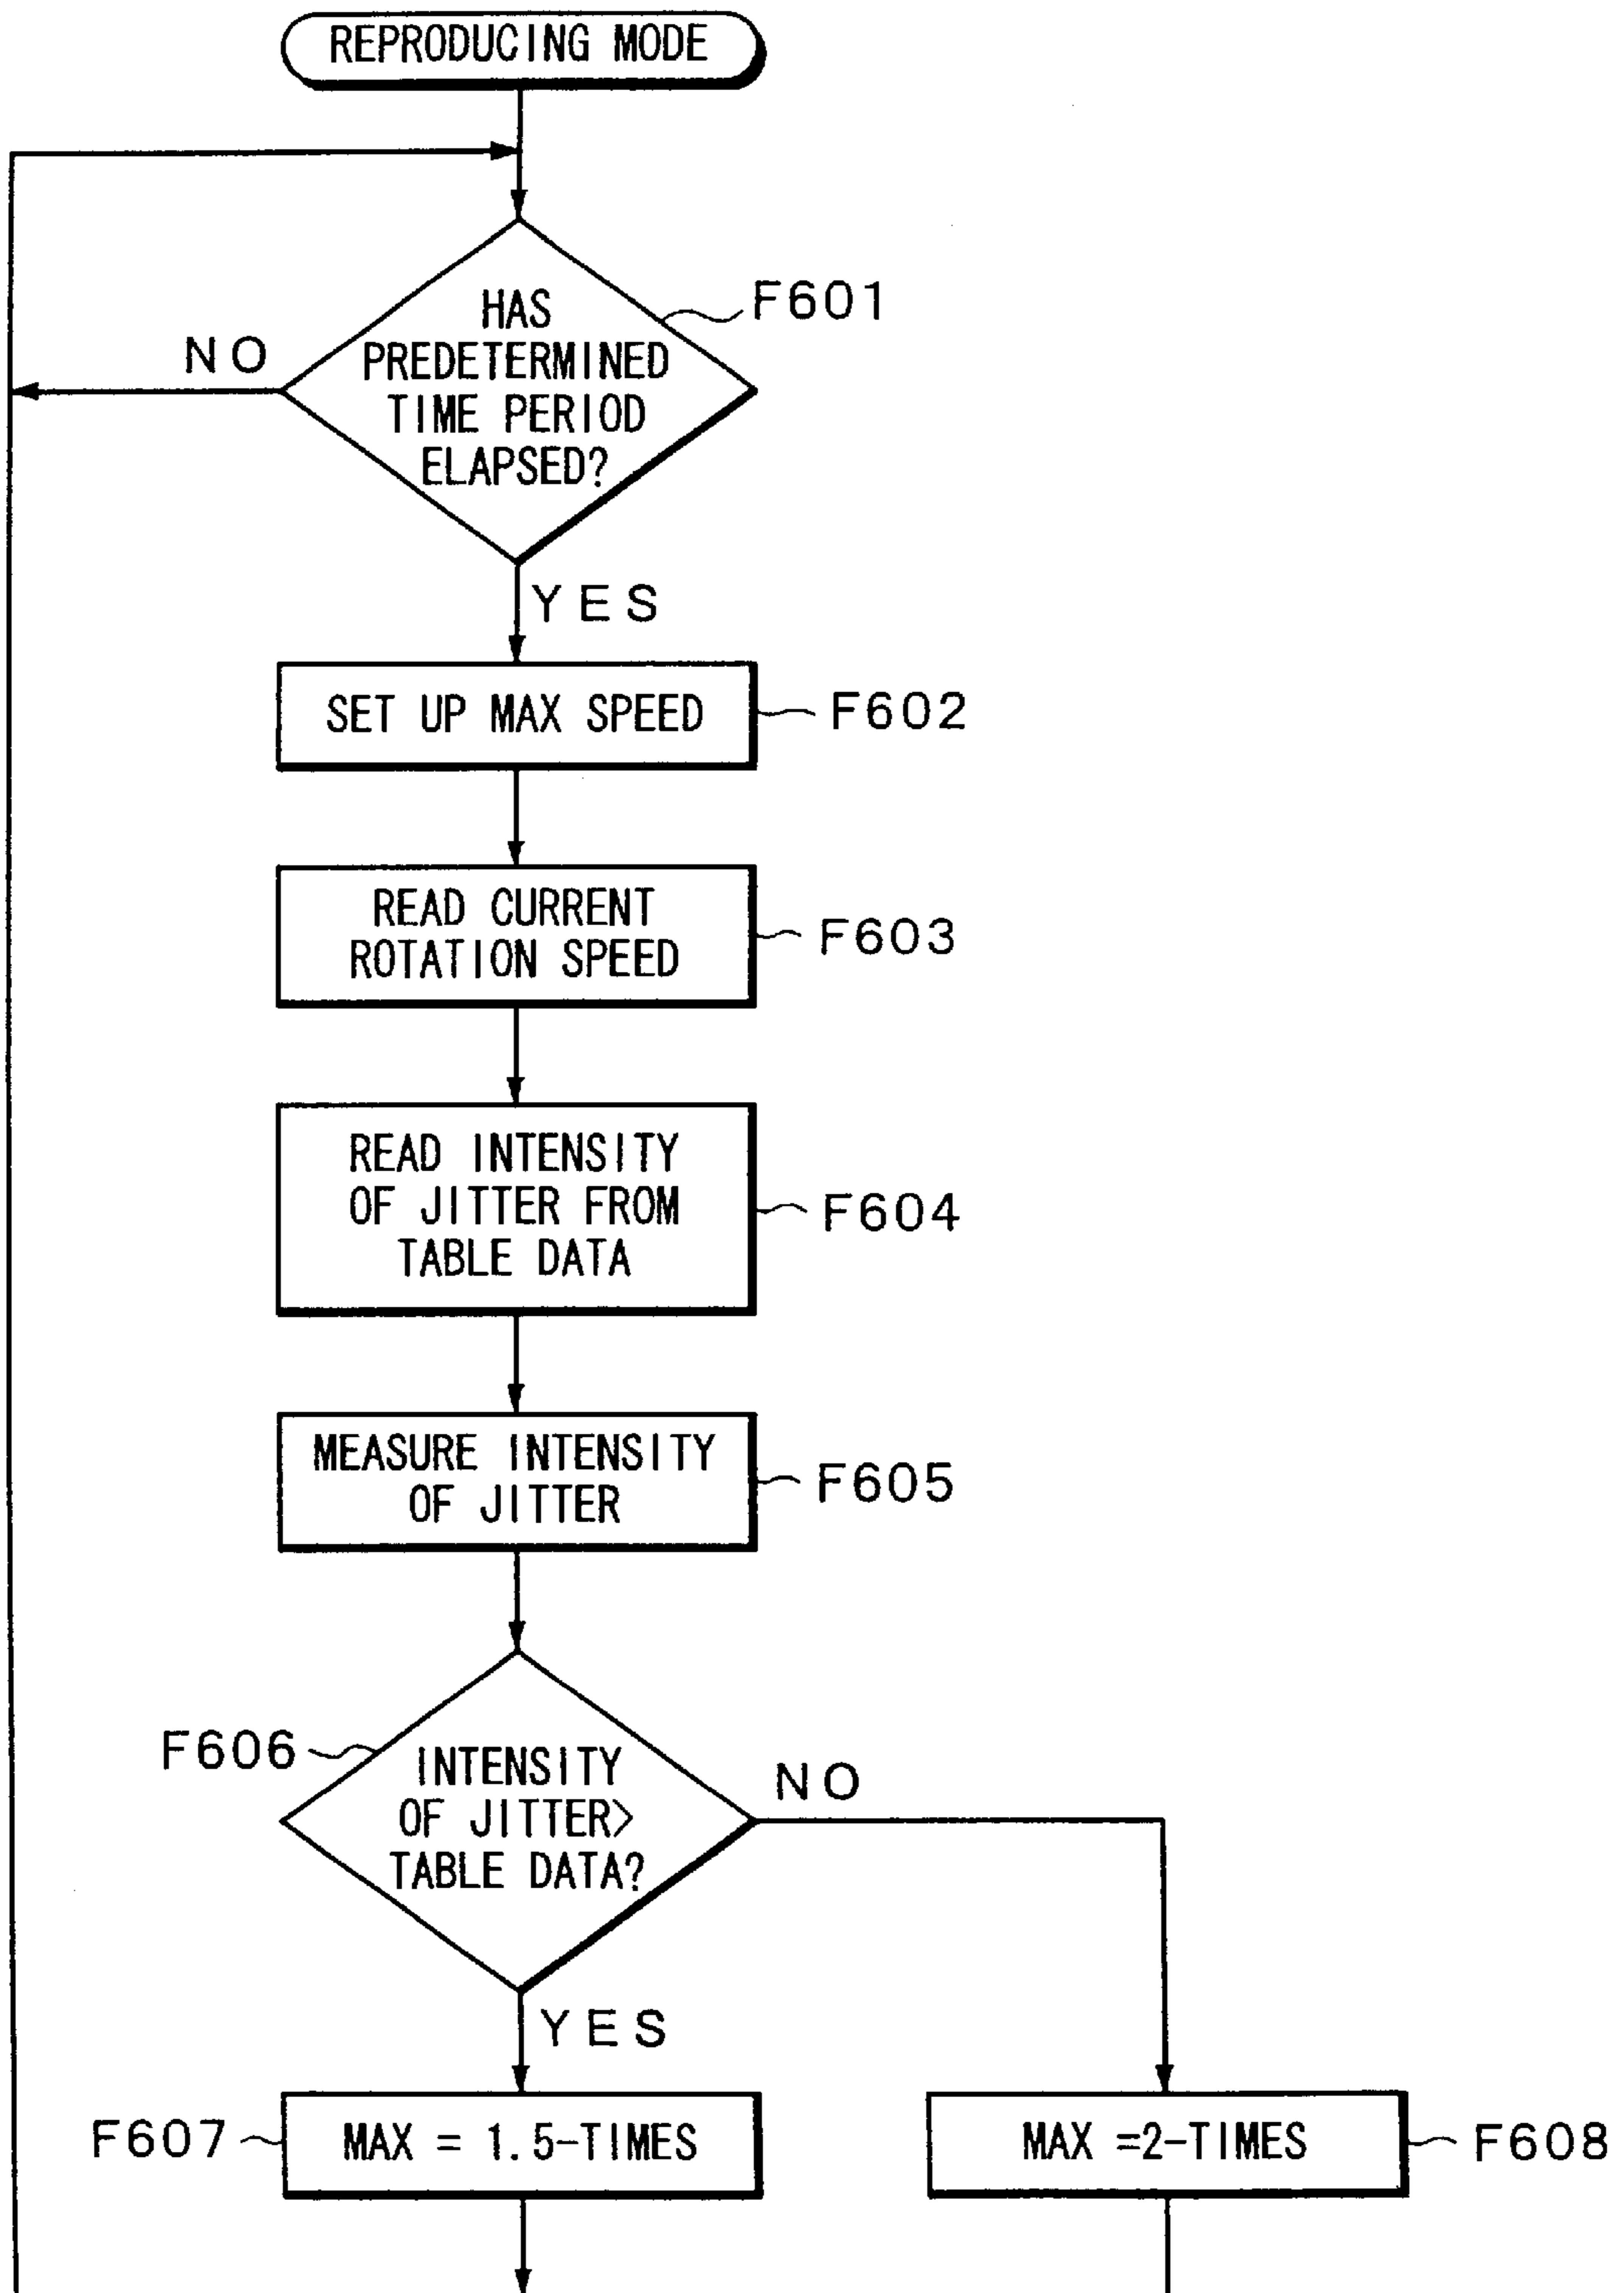 REPRODUCING MODE
HAS
PREDETERMINED
TIME PERIOD
ELAPSED?
F601
NO
YES
SET UP MAX SPEED
F602
READ CURRENT
ROTATION SPEED
F603
READ INTENSITY
OF JITTER FROM
TABLE DATA
F604
MEASURE INTENSITY
OF JITTER
F605
F606
INTENSITY
OF JITTER>
TABLE DATA?
NO
YES
F607
MAX = 1.5-TIMES
MAX =2-TIMES
F608